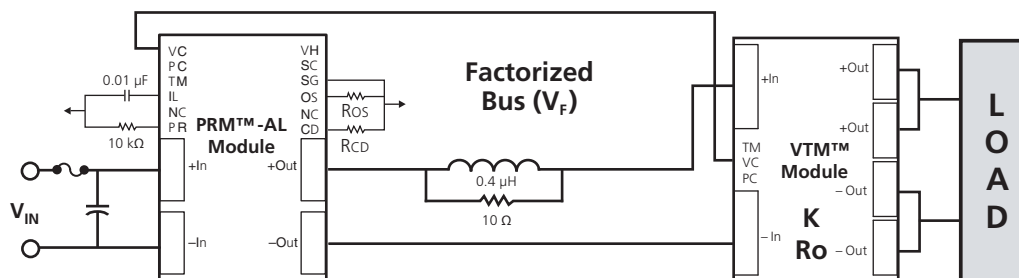 VC
PC
TM
IL
NC
PR
VH
SC
SG
OS
NC
CD
0.01 µF
10 kΩ
PRM™-AL
Module
ROS
RCD
+In
–In
+Out
–Out
VIN
Factorized
Bus (VF)
0.4 µH
10 Ω
+In
TM
VC
PC
– In
VTM™
Module
K
Ro
+Out
+Out
– Out
– Out
L
O
A
D